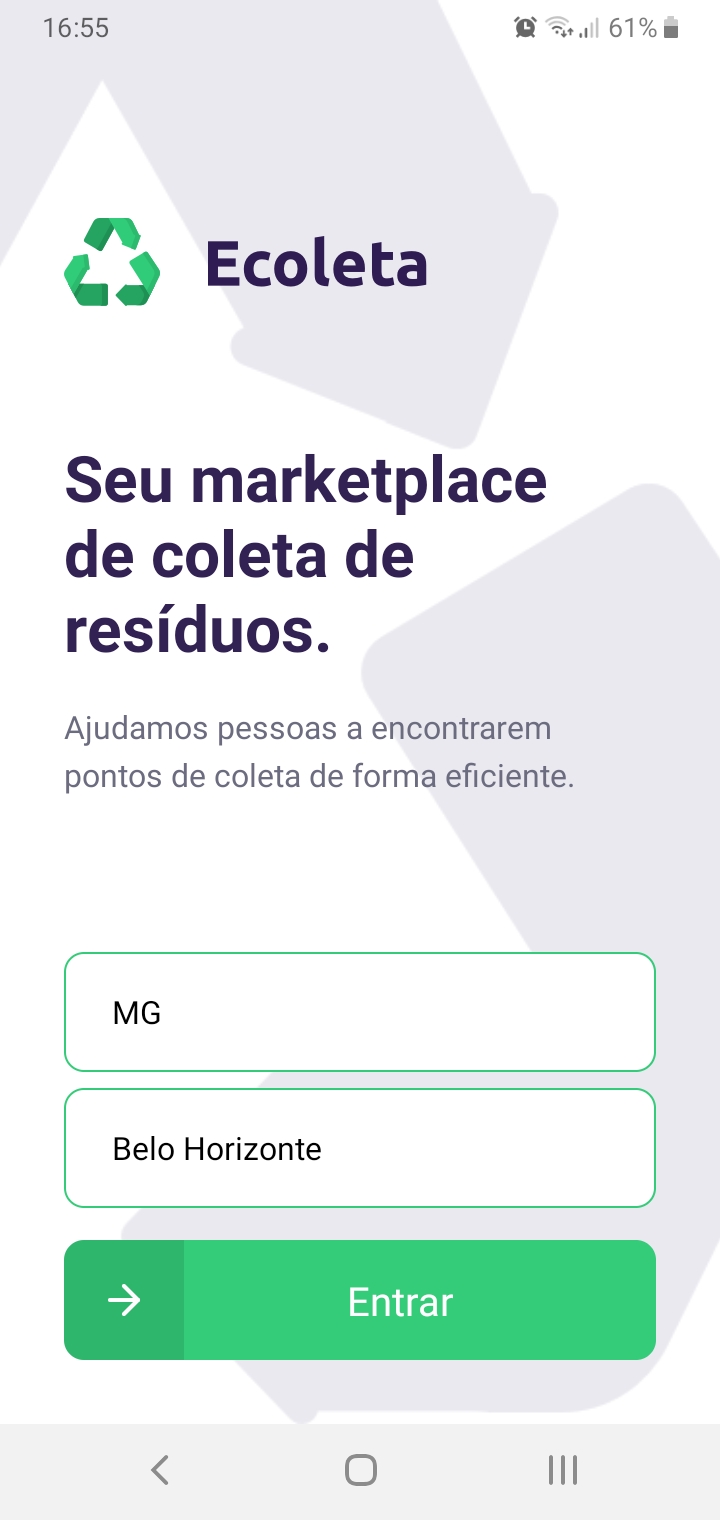 16:55 61%
Ecoleta
Seu marketplace
de coleta de
resíduos.
Ajudamos pessoas a encontrarem
pontos de coleta de forma eficiente.
MG
Belo Horizonte
Entrar